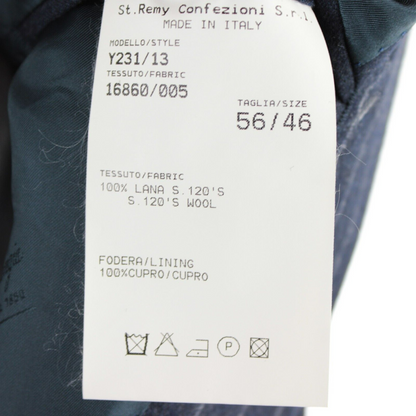 St.Remy Confezioni S.r.l.
MADE IN ITALY
MODELLO/STYLE
Y231/13
TESSUTO/FABRIC
16860/005
TAGLIA/SIZE
56/46
TESSUTO/FABRIC
100% LANA S.120'S
S.120'S WOOL
FODERA/LINING
100%CUPRO/CUPRO
P